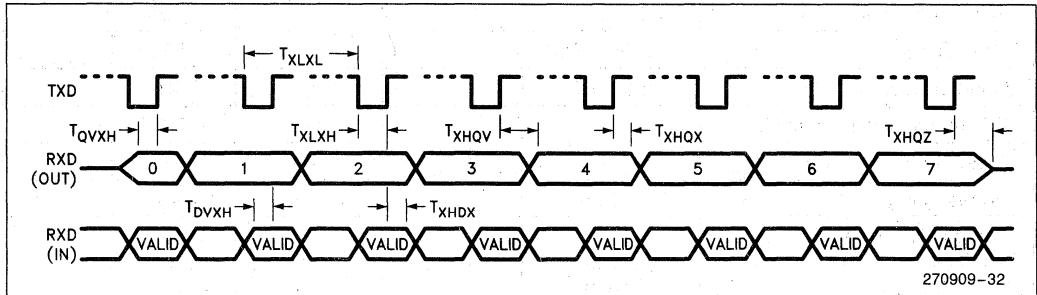 T_XLXL
TXD
T_QVXH T_XLXH T_XHQV T_XHQX T_XHQZ
RXD (OUT) 0 1 2 3 4 5 6 7
T_DVXH T_XHDX
RXD (IN) VALID VALID VALID VALID VALID VALID VALID VALID
270909-32